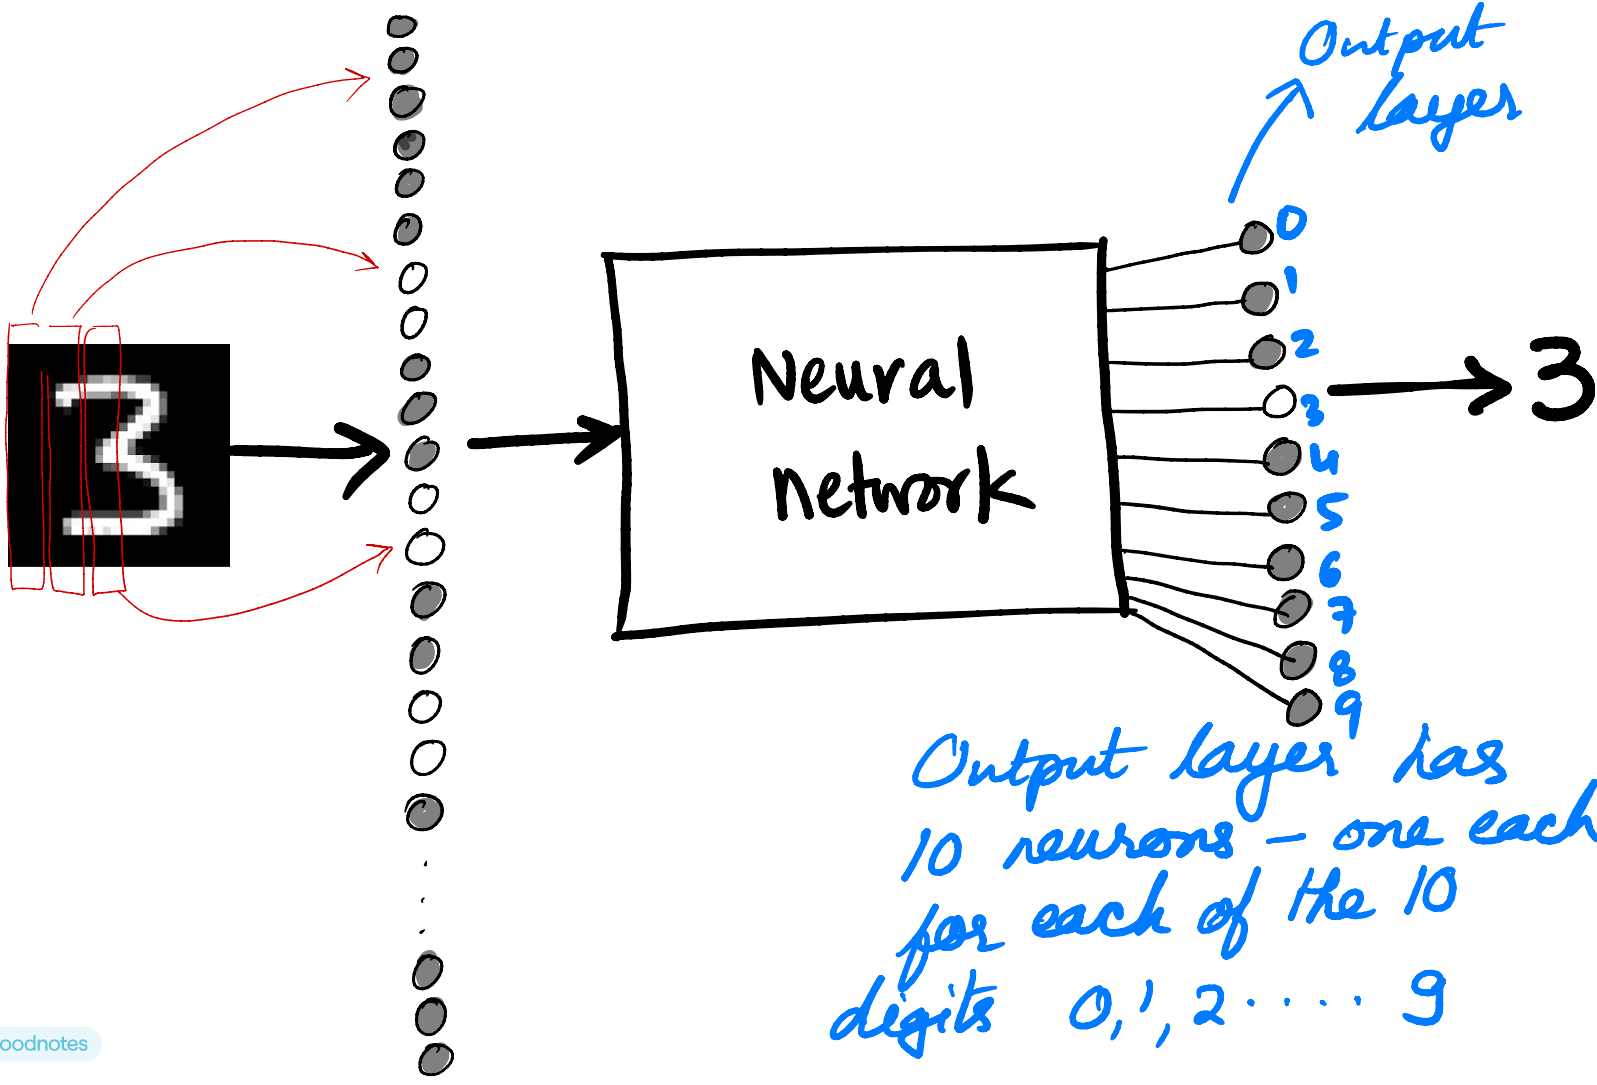 Output
layer
0
1
2
3
3
4
5
6
7
8
9
Neural
network
Output layer has
10 neurons – one each
for each of the 10
digits 0, 1, 2 ..... 9
oodnotes
3